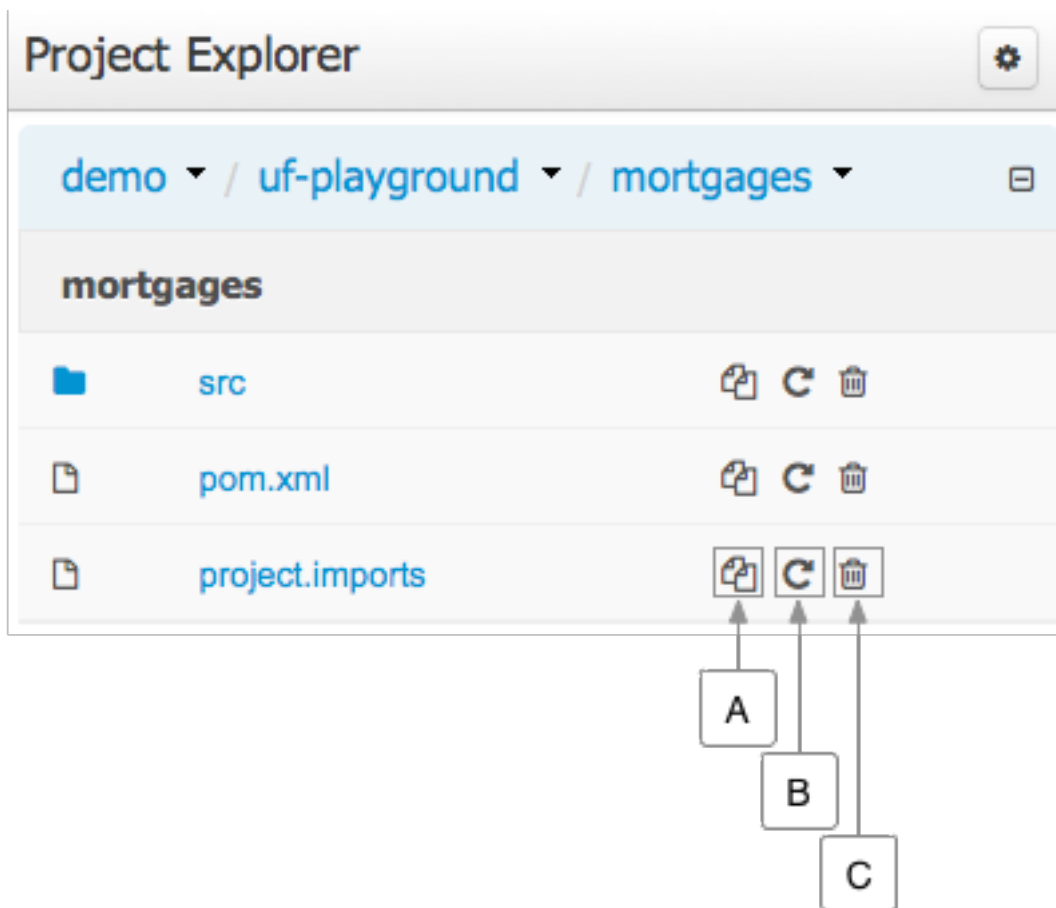 Project Explorer
demo / uf-playground / mortgages
mortgages
src
pom.xml
project.imports
A
B
C